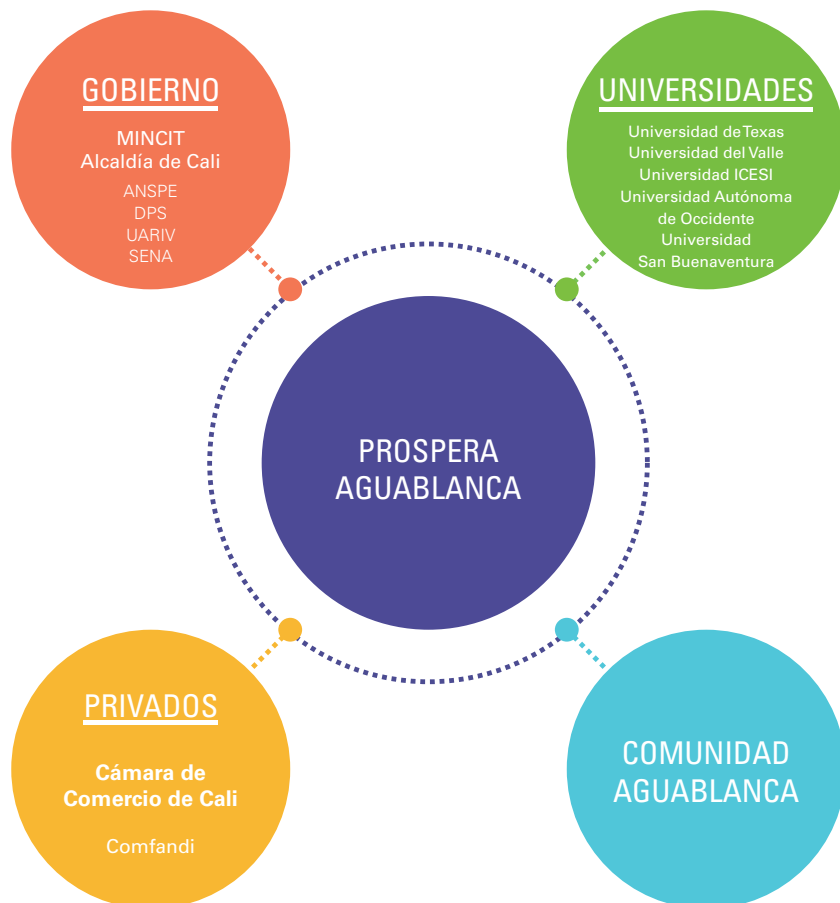 GOBIERNO
MINCIT
Alcaldía de Cali
ANSPE
DPS
UARIV
SENA
UNIVERSIDADES
Universidad de Texas
Universidad del Valle
Universidad ICESI
Universidad Autónoma
de Occidente
Universidad
San Buenaventura
PROSPERA
AGUABLANCA
PRIVADOS
Cámara de
Comercio de Cali
Comfandi
COMUNIDAD
AGUABLANCA